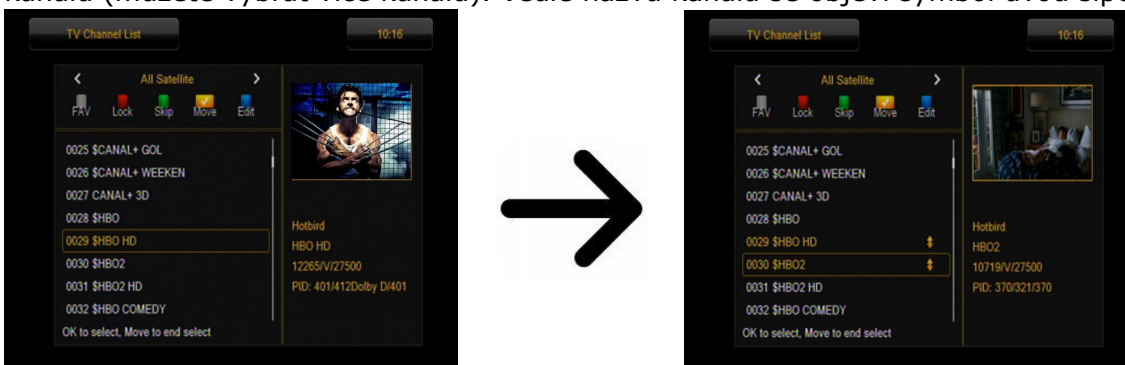 kanálů (můžete vybrat více kanálů). Vedle názvu kanálu se objeví symbol dvou
TV Channel List
10:16
All Satellite
FAV Lock Skip Move Edit
0025 $CANAL+ GOL
0026 $CANAL+ WEEKEN
0027 CANAL+ 3D
0028 $HBO
0029 $HBO HD
0030 $HBO2
0031 $HBO2 HD
0032 $HBO COMEDY
OK to select, Move to end select
Hotbird
HBO HD
12265/V/27500
PID: 401/412Dolby D/401
TV Channel List
10:16
All Satellite
FAV Lock Skip Move Edit
0025 $CANAL+ GOL
0026 $CANAL+ WEEKEN
0027 CANAL+ 3D
0028 $HBO
0029 $HBO HD
0030 $HBO2
0031 $HBO2 HD
0032 $HBO COMEDY
OK to select, Move to end select
Hotbird
HBO2
10719/V/27500
PID: 370/321/370